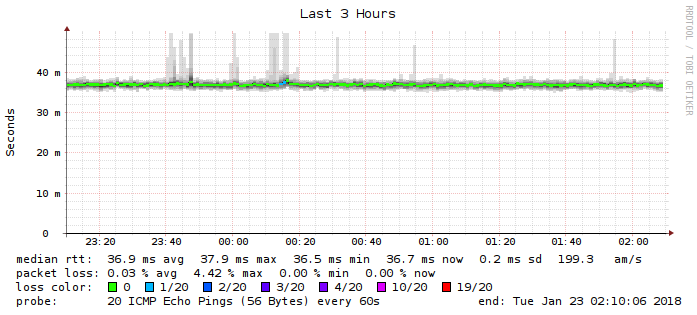 Last 3 Hours
RRDTOOL / TOBI OETIKER
Seconds
40 m
30 m
20 m
10 m
0
23:20 23:40 00:00 00:20 00:40 01:00 01:20 01:40 02:00
median rtt: 36.9 ms avg 37.9 ms max 36.5 ms min 36.7 ms now 0.2 ms sd 199.3 am/s
packet loss: 0.03 % avg 4.42 % max 0.00 % min 0.00 % now
loss color: 0 1/20 2/20 3/20 4/20 10/20 19/20
probe: 20 ICMP Echo Pings (56 Bytes) every 60s end: Tue Jan 23 02:10:06 2018